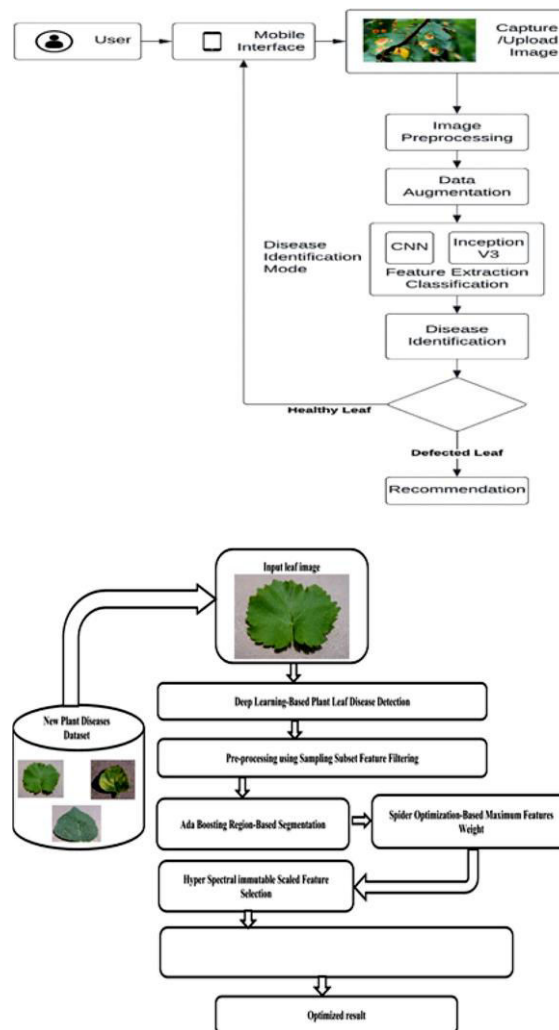 User
Mobile
Interface
Capture
/Upload
Image
Image
Preprocessing
Data
Augmentation
Disease
Identification
Mode
CNN
Inception
V3
Feature Extraction
Classification
Disease
Identification
Healthy Leaf
Defected Leaf
Recommendation
Input leaf image
New Plant Diseases
Dataset
Deep Learning-Based Plant Leaf Disease Detection
Pre-processing using Sampling Subset Feature Filtering
Ada Boosting Region-Based Segmentation
Spider Optimization-Based Maximum Features
Weight
Hyper Spectral immutable Scaled Feature
Selection
Optimized result